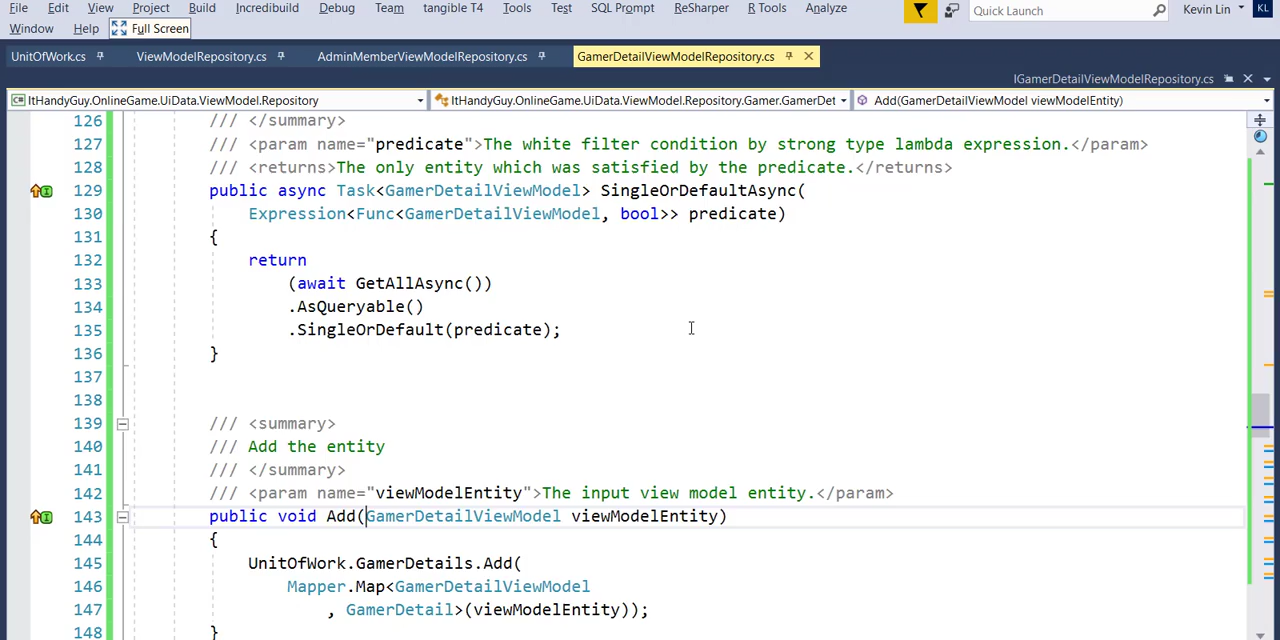 File Edit View Project Build Incredibuild Debug Team tangible T4 Tools Test SQL Prompt ReSharper R Tools Analyze Quick Launch Kevin Lin KL
Window Help Full Screen
UnitOfWork.cs ViewModelRepository.cs AdminMemberViewModelRepository.cs GamerDetailViewModelRepository.cs
IGamerDetailViewModelRepository.cs
ItHandyGuy.OnlineGame.UiData.ViewModel.Repository ItHandyGuy.OnlineGame.UiData.ViewModel.Repository.Gamer.GamerDet Add(GamerDetailViewModel viewModelEntity)
126 /// </summary>
127 /// <param name="predicate">The white filter condition by strong type lambda expression.</param>
128 /// <returns>The only entity which was satisfied by the predicate.</returns>
129 public async Task<GamerDetailViewModel> SingleOrDefaultAsync(
130 Expression<Func<GamerDetailViewModel, bool>> predicate)
131 {
132 return
133 (await GetAllAsync())
134 .AsQueryable()
135 .SingleOrDefault(predicate);
136 }
137
138
139 /// <summary>
140 /// Add the entity
141 /// </summary>
142 /// <param name="viewModelEntity">The input view model entity.</param>
143 public void Add(GamerDetailViewModel viewModelEntity)
144 {
145 UnitOfWork.GamerDetails.Add(
146 Mapper.Map<GamerDetailViewModel
147 , GamerDetail>(viewModelEntity));
148 }